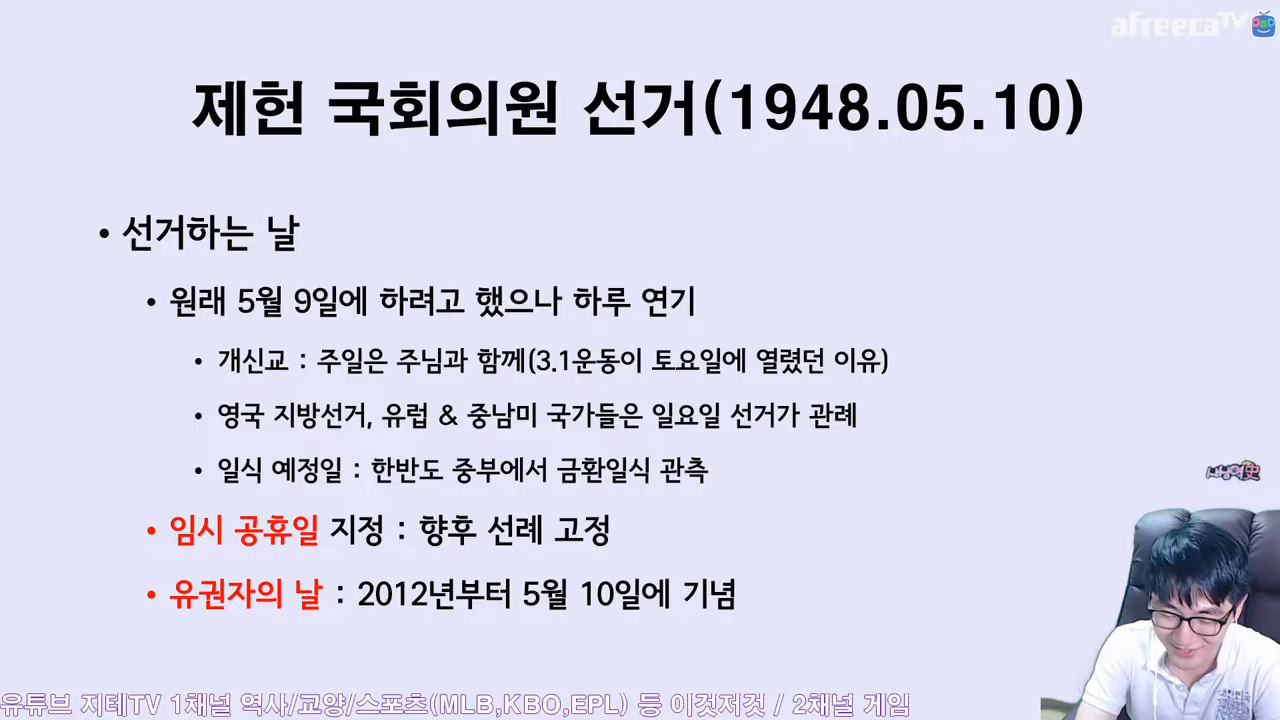 afreecaTV
제헌 국회의원 선거(1948.05.10)
• 선거하는 날
• 원래 5월 9일에 하려고 했으나 하루 연기
• 개신교 : 주일은 주님과 함께(3.1운동이 토요일에 열렸던 이유)
• 영국 지방선거, 유럽 & 중남미 국가들은 일요일 선거가 관례
• 일식 예정일 : 한반도 중부에서 금환일식 관측
• 임시 공휴일 지정 : 향후 선례 고정
• 유권자의 날 : 2012년부터 5월 10일에 기념
대한민국
유튜브 지테TV 1채널 역사/교양/스포츠(MLB,KBO,EPL) 등 이것저것 / 2채널 게임